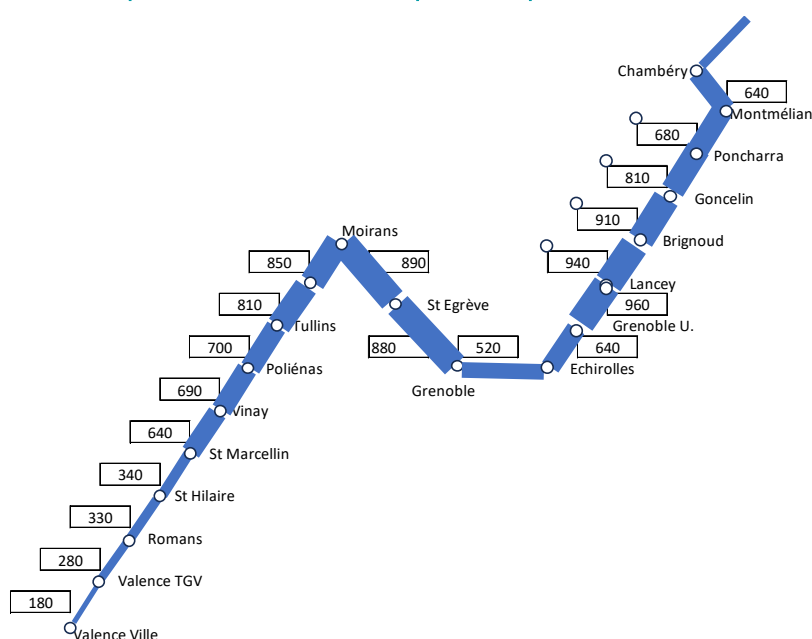 Chambéry
640
Montmélian
680
Poncharra
810
Goncelin
910
Brignoud
Moirans
850
890
940
Lancey
St Egrève
810
960
Tullins
Grenoble U.
700
880
520
640
Poliénas
Echirolles
Grenoble
690
Vinay
640
St Marcellin
340
St Hilaire
330
Romans
280
Valence TGV
180
Valence Ville